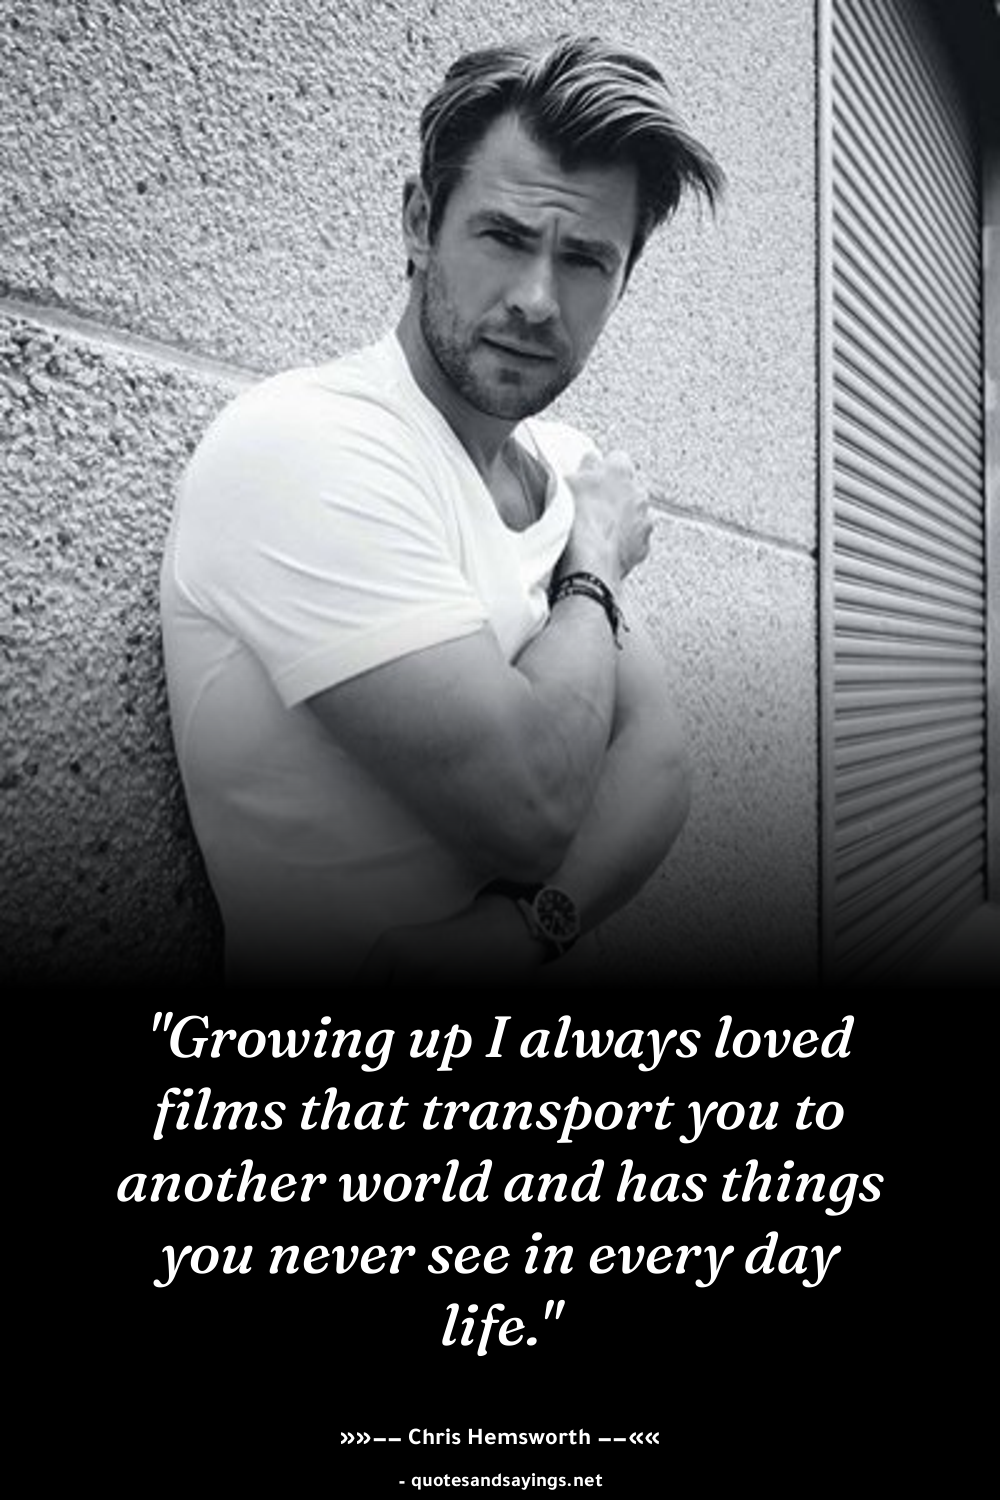 "Growing up I always loved
films that transport you to
another world and has things
you never see in every day
life."
»»−− Chris Hemsworth −−««
- quotesandsayings.net